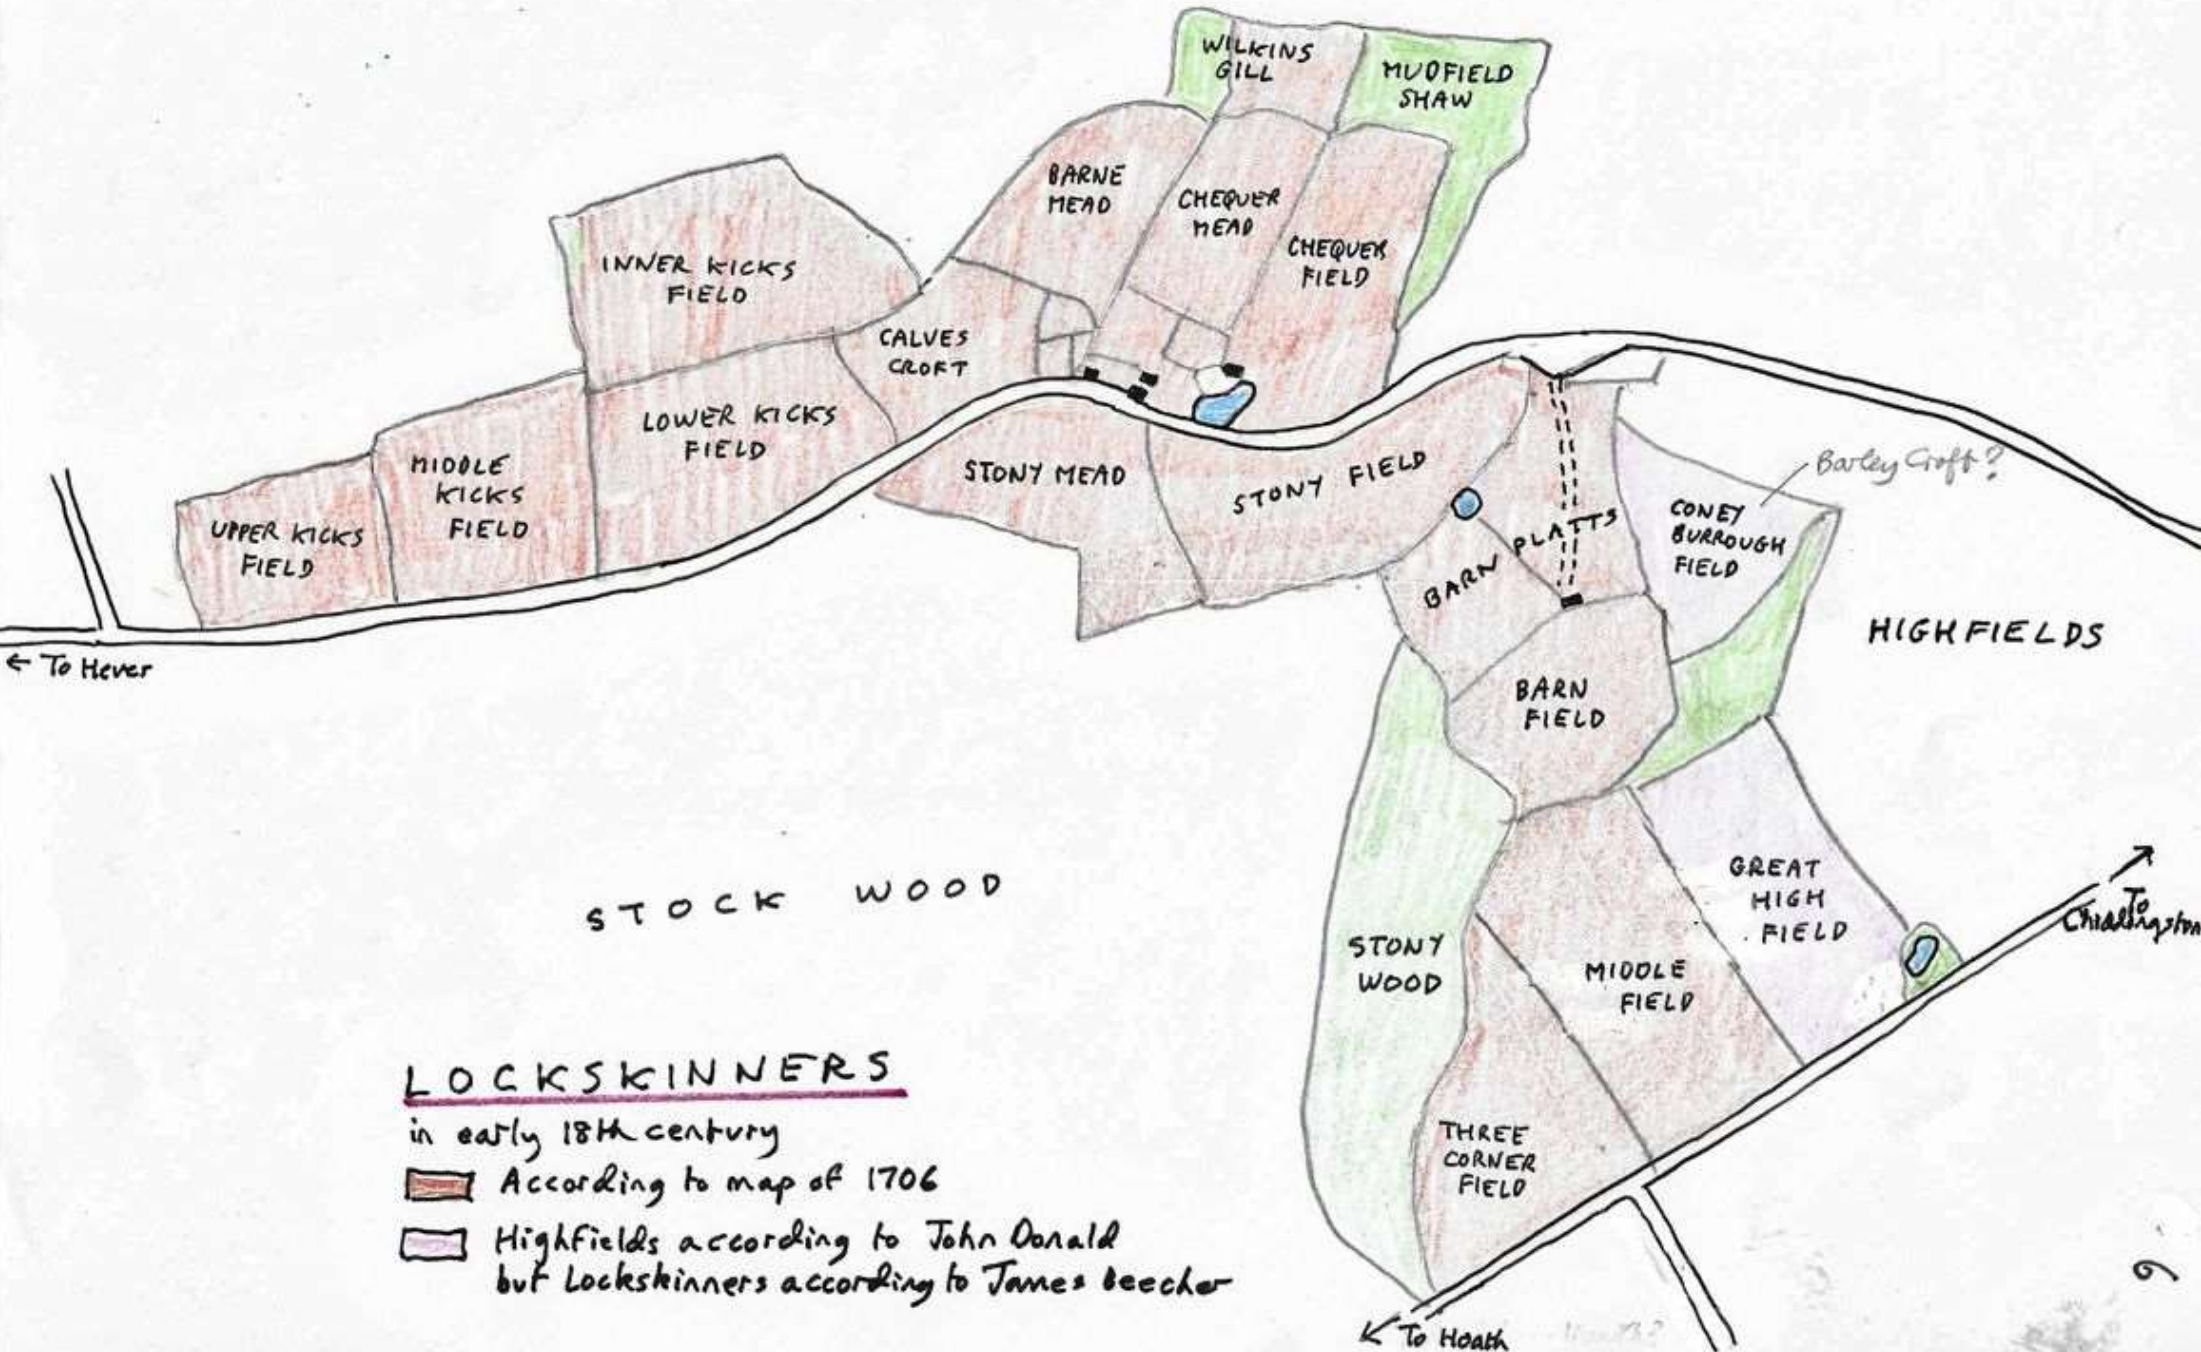 WILKINS
GILL
MUDFIELD
SHAW
BARNE
MEAD
CHEQUER
MEAD
CHEQUER
FIELD
INNER KICKS
FIELD
CALVES
CROFT
LOWER KICKS
FIELD
MIDDLE
KICKS
FIELD
UPPER KICKS
FIELD
STONY MEAD
STONY FIELD
BARN PLATTS
Barley Croft?
CONEY
BURROUGH
FIELD
HIGHFIELDS
← To Hever
BARN
FIELD
STOCK WOOD
STONY
WOOD
MIDDLE
FIELD
GREAT
HIGH
FIELD
To
Chiddingstone
THREE
CORNER
FIELD
LOCKSKINNERS
in early 18th century
According to map of 1706
Highfields according to John Donald
but Lockskinners according to James Beecher
To Hoath
9